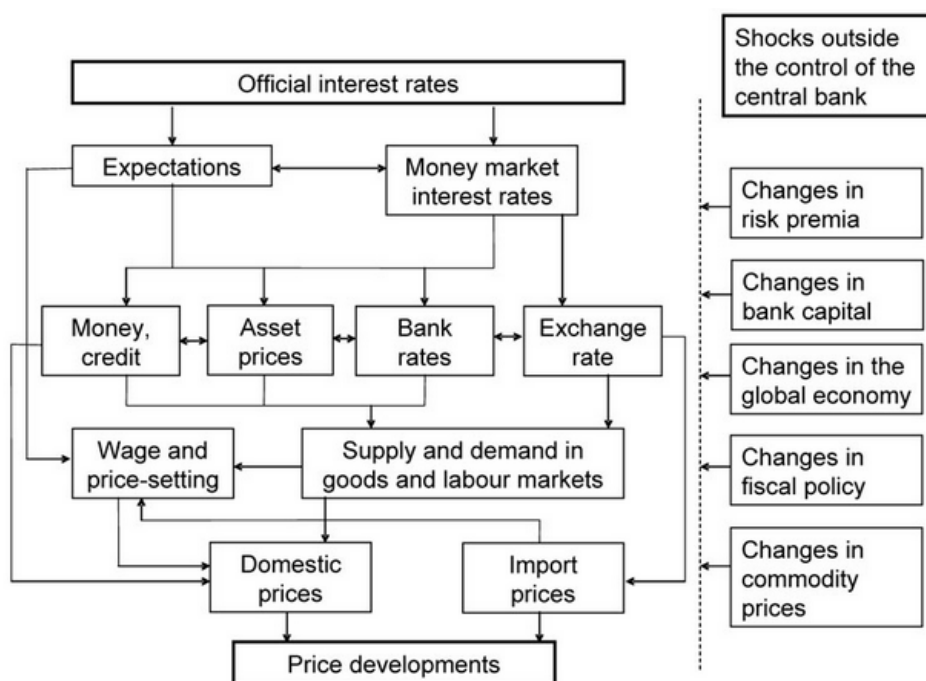 Shocks outside
the control of the
central bank
Official interest rates
Expectations
Money market
interest rates
Changes in
risk premia
Changes in
bank capital
Money,
credit
Asset
prices
Bank
rates
Exchange
rate
Changes in the
global economy
Wage and
price-setting
Supply and demand in
goods and labour markets
Changes in
fiscal policy
Domestic
prices
Import
prices
Changes in
commodity
prices
Price developments